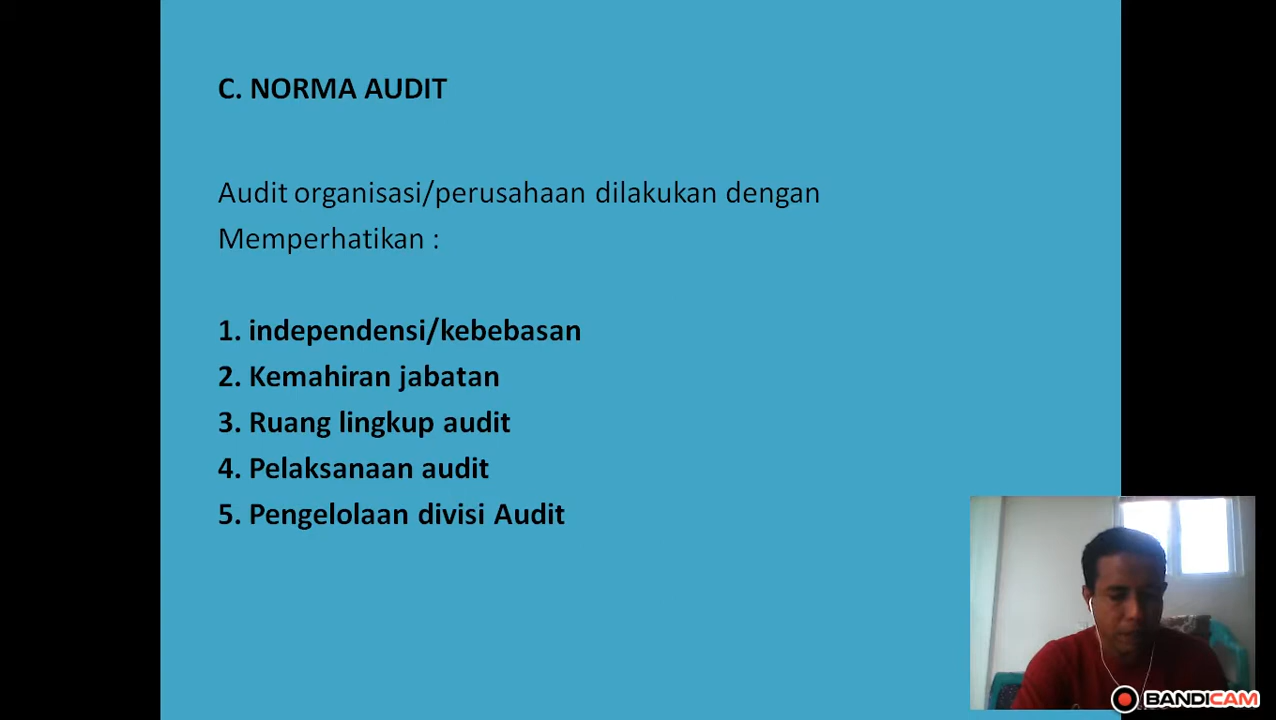 C. NORMA AUDIT
Audit organisasi/perusahaan dilakukan dengan
Memperhatikan :
1. independensi/kebebasan
2. Kemahiran jabatan
3. Ruang lingkup audit
4. Pelaksanaan audit
5. Pengelolaan divisi Audit
BANDICAM